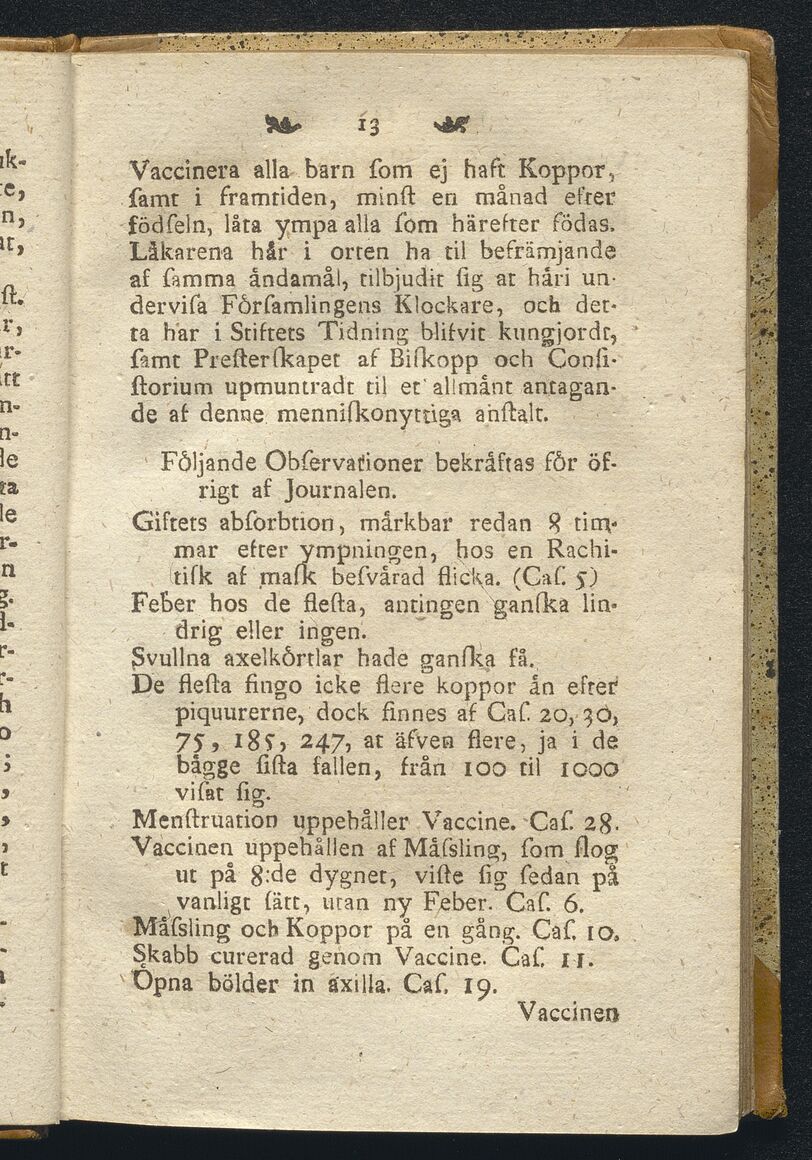 13
Vaccinera alla barn ſom ej haft Koppor,
ſamt i framtiden, minſt en månad efter
födſeln, låta ympa alla ſom härefter födas.
Låkarena hår i orten ha til befrämjande
af ſamma åndamål, tilbjudit ſig at håri un-
derviſa Förſamlingens Klockare, och det-
ta har i Stiftets Tidning blifvit kungjordt,
ſamt Preſterſkapet af Biſkopp och Conſi-
ſtorium upmuntradt til et allmånt antagan-
de af denne menniſkonyttiga anſtalt.
Följande Obſervationer bekråftas för öf-
rigt af Journalen.
Giftets abſorbtion, mårkbar redan 8 tim-
mar efter ympningen, hos en Rachi-
tiſk af maſk beſvårad flicka. (Caſ. 5)
Feber hos de fleſta, antingen ganſka lin-
drig eller ingen.
Svullna axelkörtlar hade ganſka få.
De fleſta fingo icke flere koppor ån efter
piquurerne, dock finnes af Caſ. 20, 30,
75, 185, 247, at äfven flere, ja i de
bågge ſiſta fallen, från 100 til 1000
viſat ſig.
Menſtruation uppehåller Vaccine. Caſ. 28.
Vaccinen uppehållen af Måſsling, ſom ſlog
ut på 8:de dygnet, viſte ſig ſedan på
vanligt ſätt, utan ny Feber. Caſ. 6.
Måſsling och Koppor på en gång. Caſ. 10.
Skabb curerad genom Vaccine. Caſ. 11.
Öpna bölder in axilla. Caſ. 19.
Vaccinen